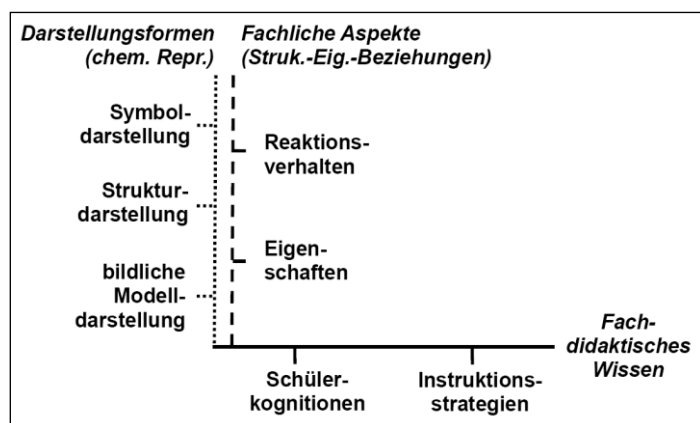 Darstellungsformen
(chem. Repr.)
Fachliche Aspekte
(Struk.-Eig.-Beziehungen)
Symbol-
darstellung
Reaktions-
verhalten
Struktur-
darstellung
Eigen-
schaften
bildliche
Modell-
darstellung
Fach-
didaktisches
Wissen
Schüler-
kognitionen
Instruktions-
strategien